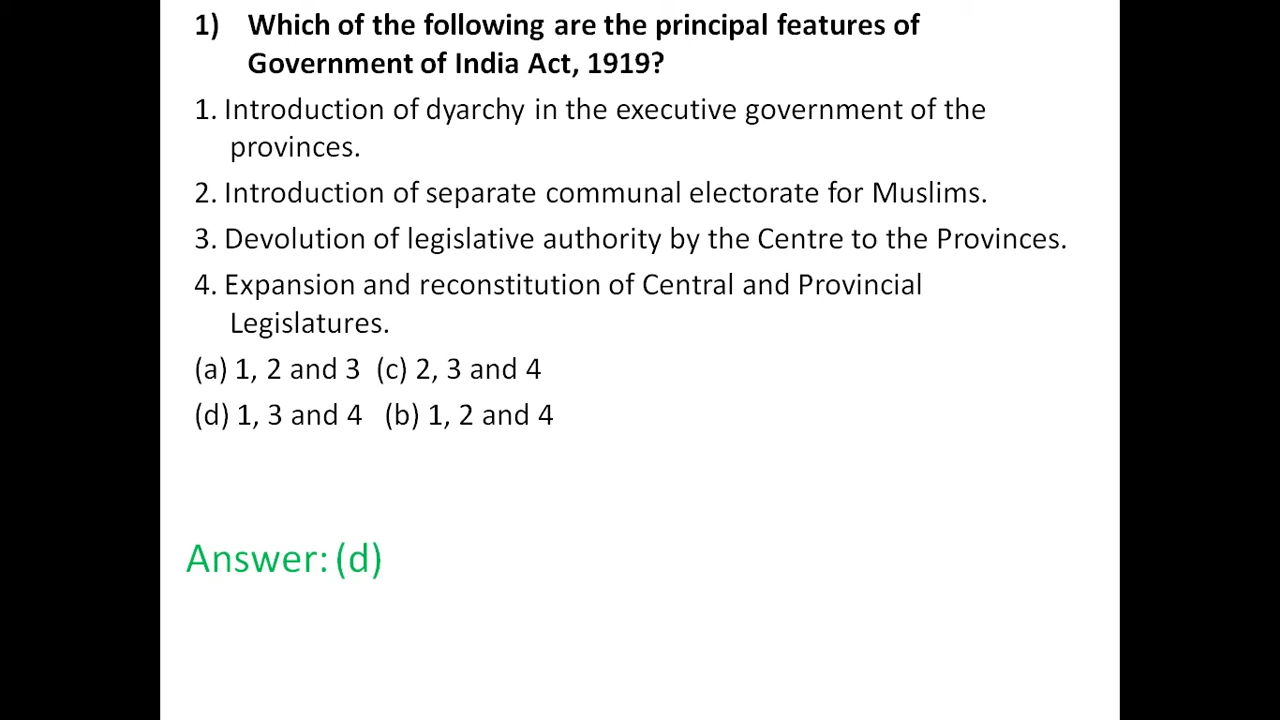 1) Which of the following are the principal features of
Government of India Act, 1919?
1. Introduction of dyarchy in the executive government of the
provinces.
2. Introduction of separate communal electorate for Muslims.
3. Devolution of legislative authority by the Centre to the Provinces.
4. Expansion and reconstitution of Central and Provincial
Legislatures.
(a) 1, 2 and 3 (c) 2, 3 and 4
(d) 1, 3 and 4 (b) 1, 2 and 4
Answer: (d)